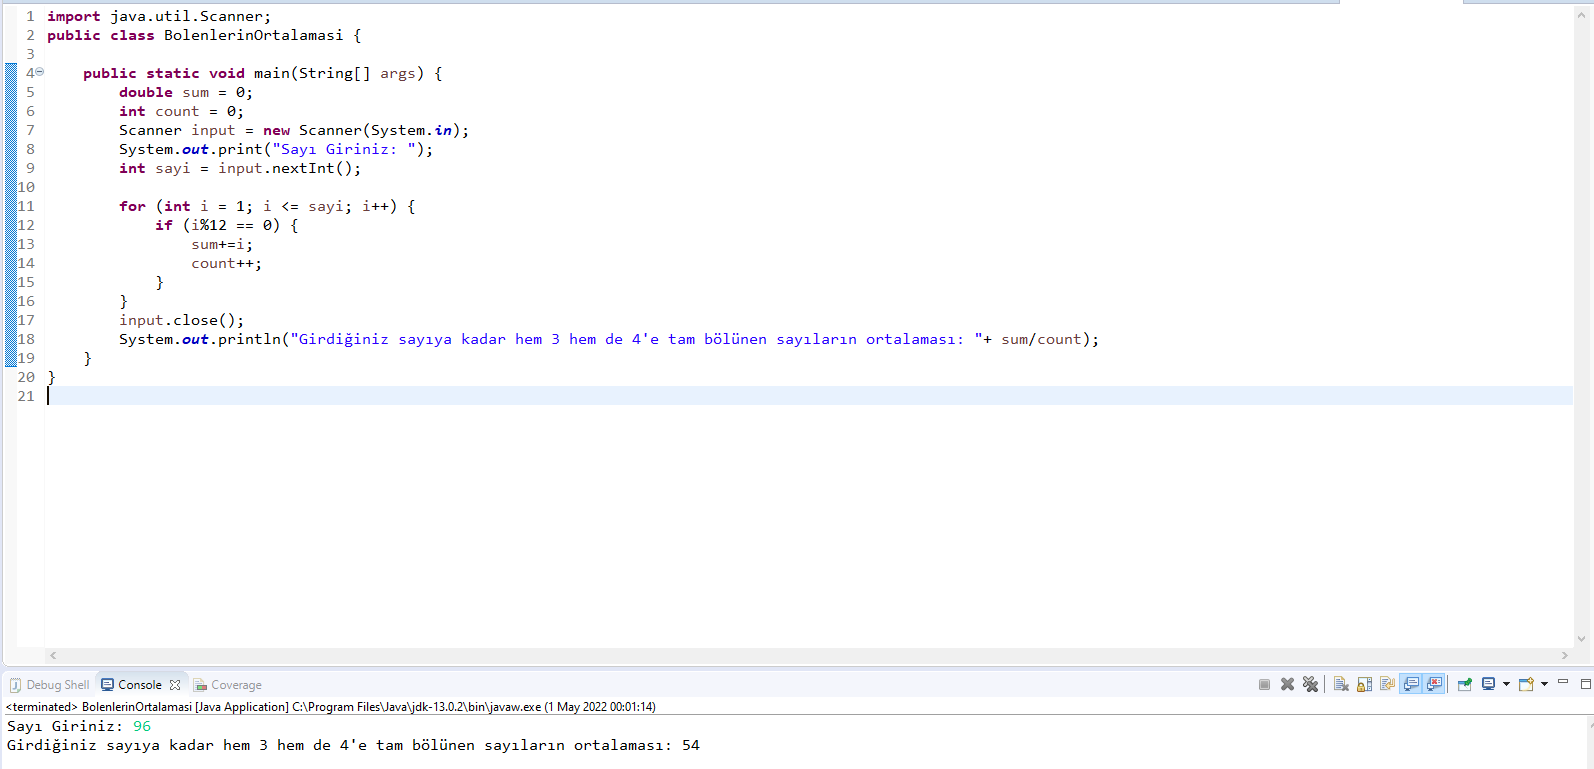 1 import java.util.Scanner;
2 public class BolenlerinOrtalamasi {
3
4 public static void main(String[] args) {
5 double sum = 0;
6 int count = 0;
7 Scanner input = new Scanner(System.in);
8 System.out.print("Sayı Giriniz: ");
9 int sayi = input.nextInt();
10
11 for (int i = 1; i <= sayi; i++) {
12 if (i%12 == 0) {
13 sum+=i;
14 count++;
15 }
16 }
17 input.close();
18 System.out.println("Girdiğiniz sayıya kadar hem 3 hem de 4'e tam bölünen sayıların ortalaması: "+ sum/count);
19 }
20 }
21
Debug Shell Console Coverage
<terminated> BolenlerinOrtalamasi [Java Application] C:\Program Files\Java\jdk-13.0.2\bin\javaw.exe (1 May 2022 00:01:14)
Sayı Giriniz: 96
Girdiğiniz sayıya kadar hem 3 hem de 4'e tam bölünen sayıların ortalaması: 54